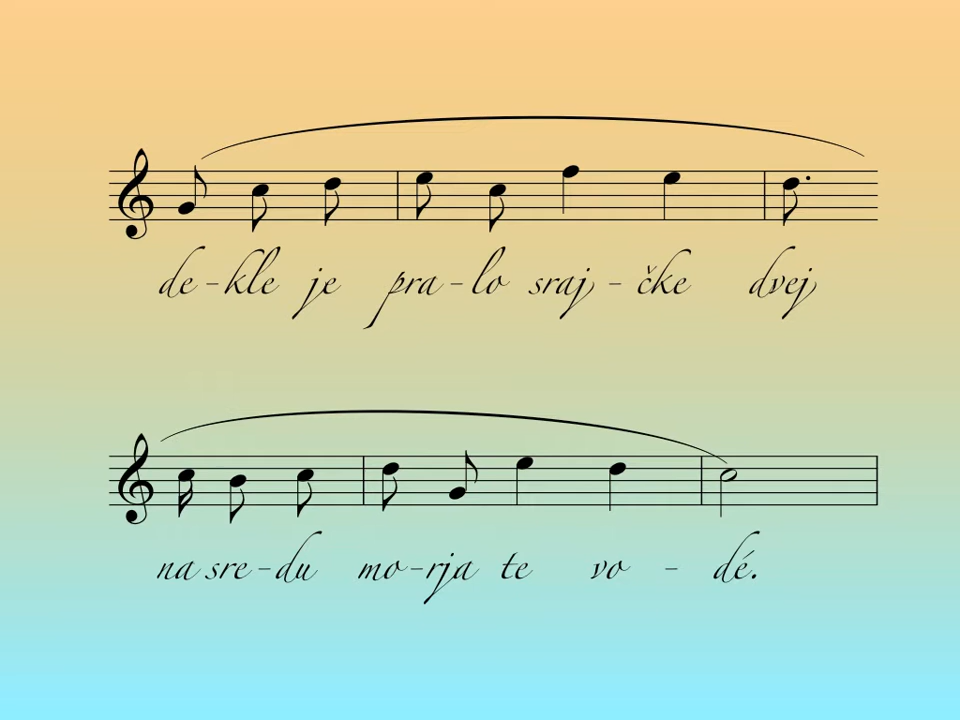 de-kle je pra-lo sraj-čke dvej
na sre-du mo-rja te vo-dé.